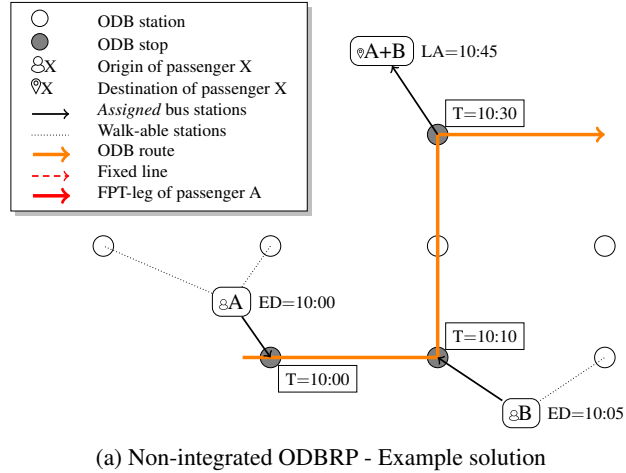 ODB station
ODB stop
X Origin of passenger X
X Destination of passenger X
Assigned bus stations
Walk-able stations
ODB route
Fixed line
FPT-leg of passenger A
A+B LA=10:45
T=10:30
A ED=10:00
T=10:10
T=10:00
B ED=10:05
(a) Non-integrated ODBRP - Example solution